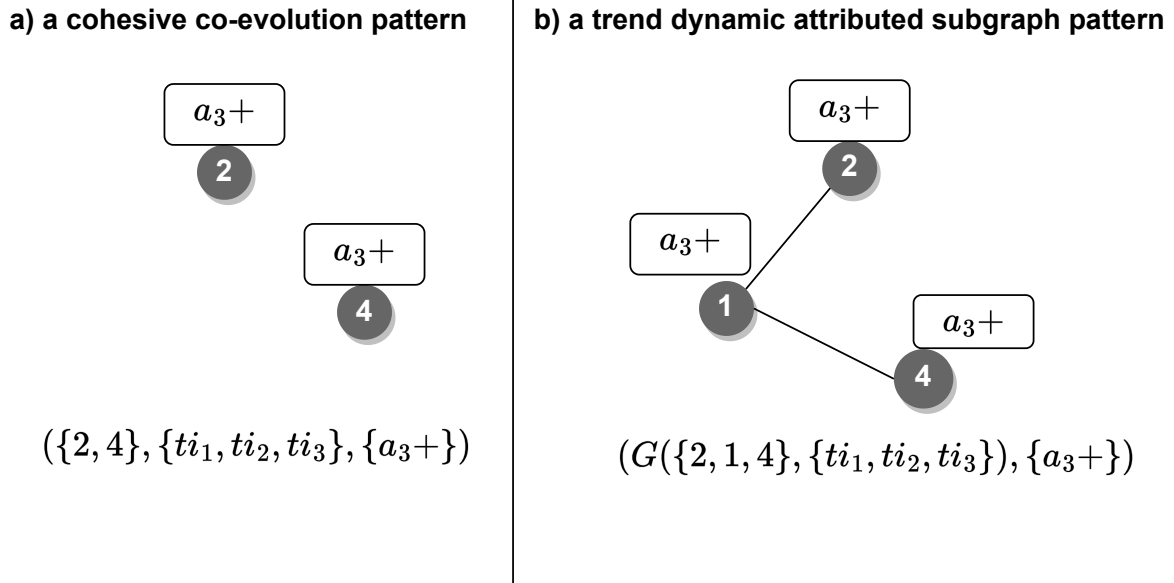 a) a cohesive co-evolution pattern
a₃+
2
a₃+
4
({2, 4}, {ti₁, ti₂, ti₃}, {a₃+})
b) a trend dynamic attributed subgraph pattern
a₃+
2
a₃+
1
a₃+
4
(G({2, 1, 4}, {ti₁, ti₂, ti₃}), {a₃+})